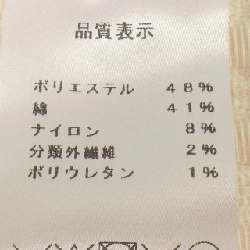 品質表示
ポリエステル 48%
綿 41%
ナイロン 8%
分類外繊維 2%
ポリウレタン 1%